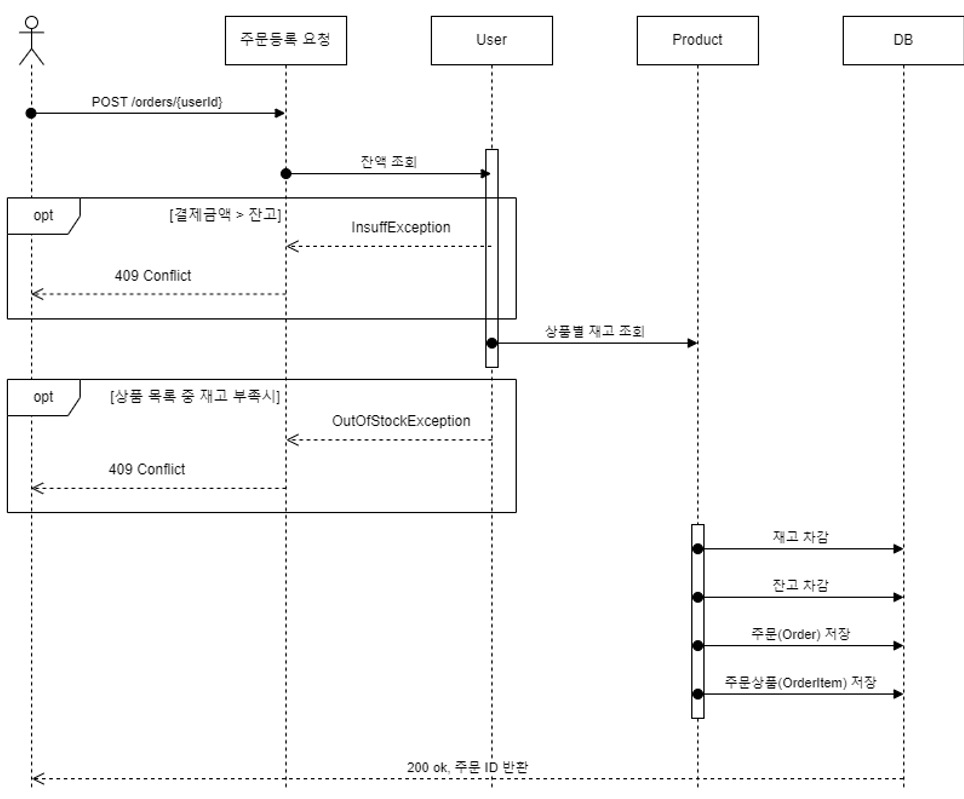 주문등록 요청
User
Product
DB
POST /orders/{userId}
잔액 조회
opt
[결제금액 > 잔고]
InsuffException
409 Conflict
상품별 재고 조회
opt
[상품 목록 중 재고 부족시]
OutOfStockException
409 Conflict
재고 차감
잔고 차감
주문(Order) 저장
주문상품(OrderItem) 저장
200 ok, 주문 ID 반환